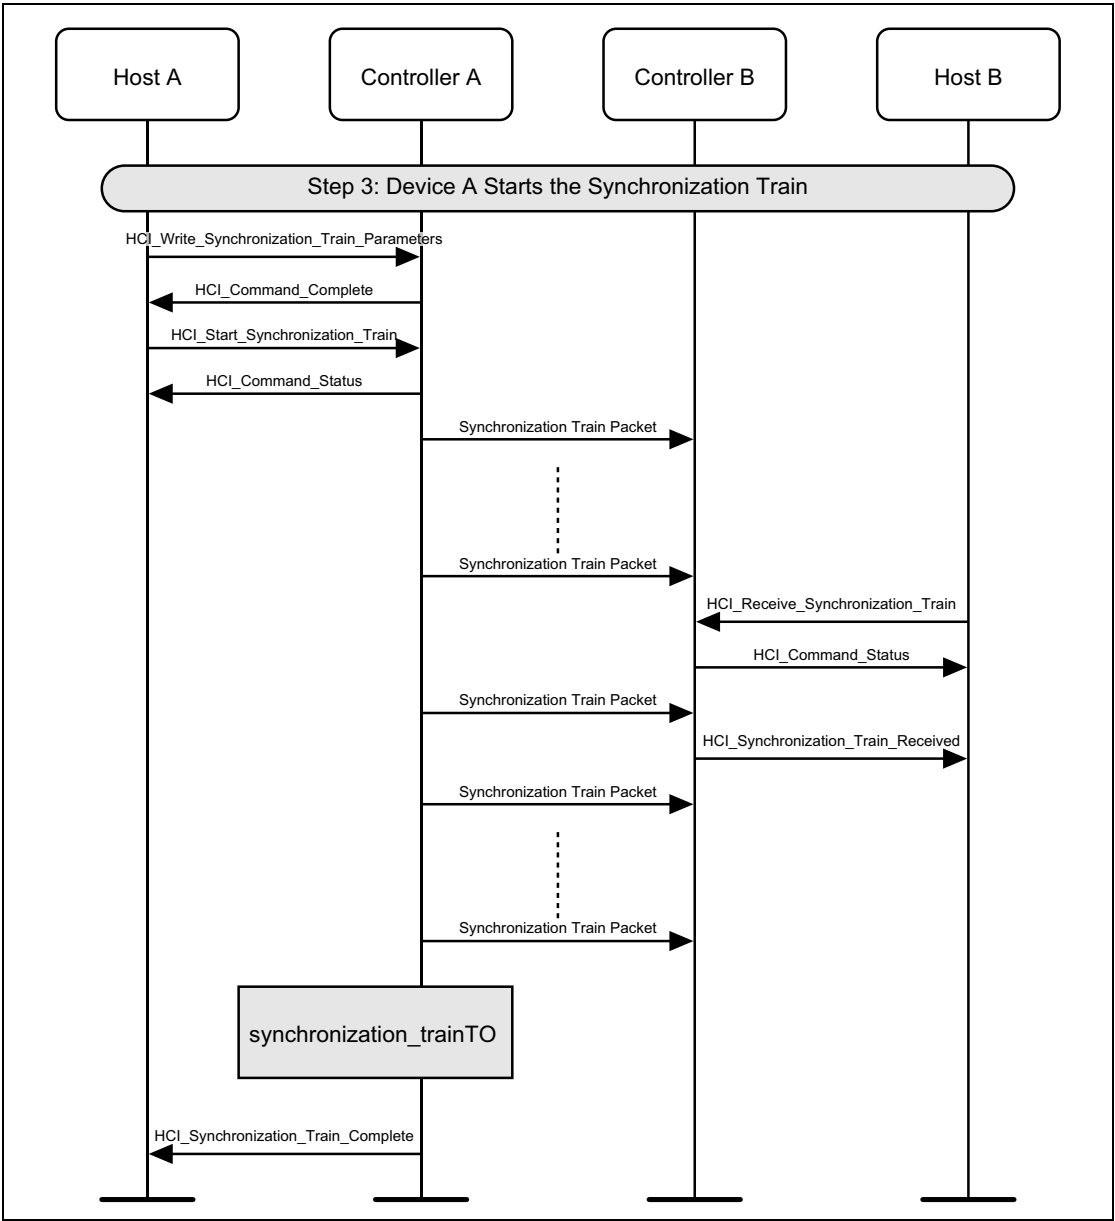 Host A
Controller A
Controller B
Host B
Step 3: Device A Starts the Synchronization Train
HCI_Write_Synchronization_Train_Parameters
HCI_Command_Complete
HCI_Start_Synchronization_Train
HCI_Command_Status
Synchronization Train Packet
Synchronization Train Packet
HCI_Receive_Synchronization_Train
HCI_Command_Status
Synchronization Train Packet
HCI_Synchronization_Train_Received
Synchronization Train Packet
Synchronization Train Packet
synchronization_trainTO
HCI_Synchronization_Train_Complete